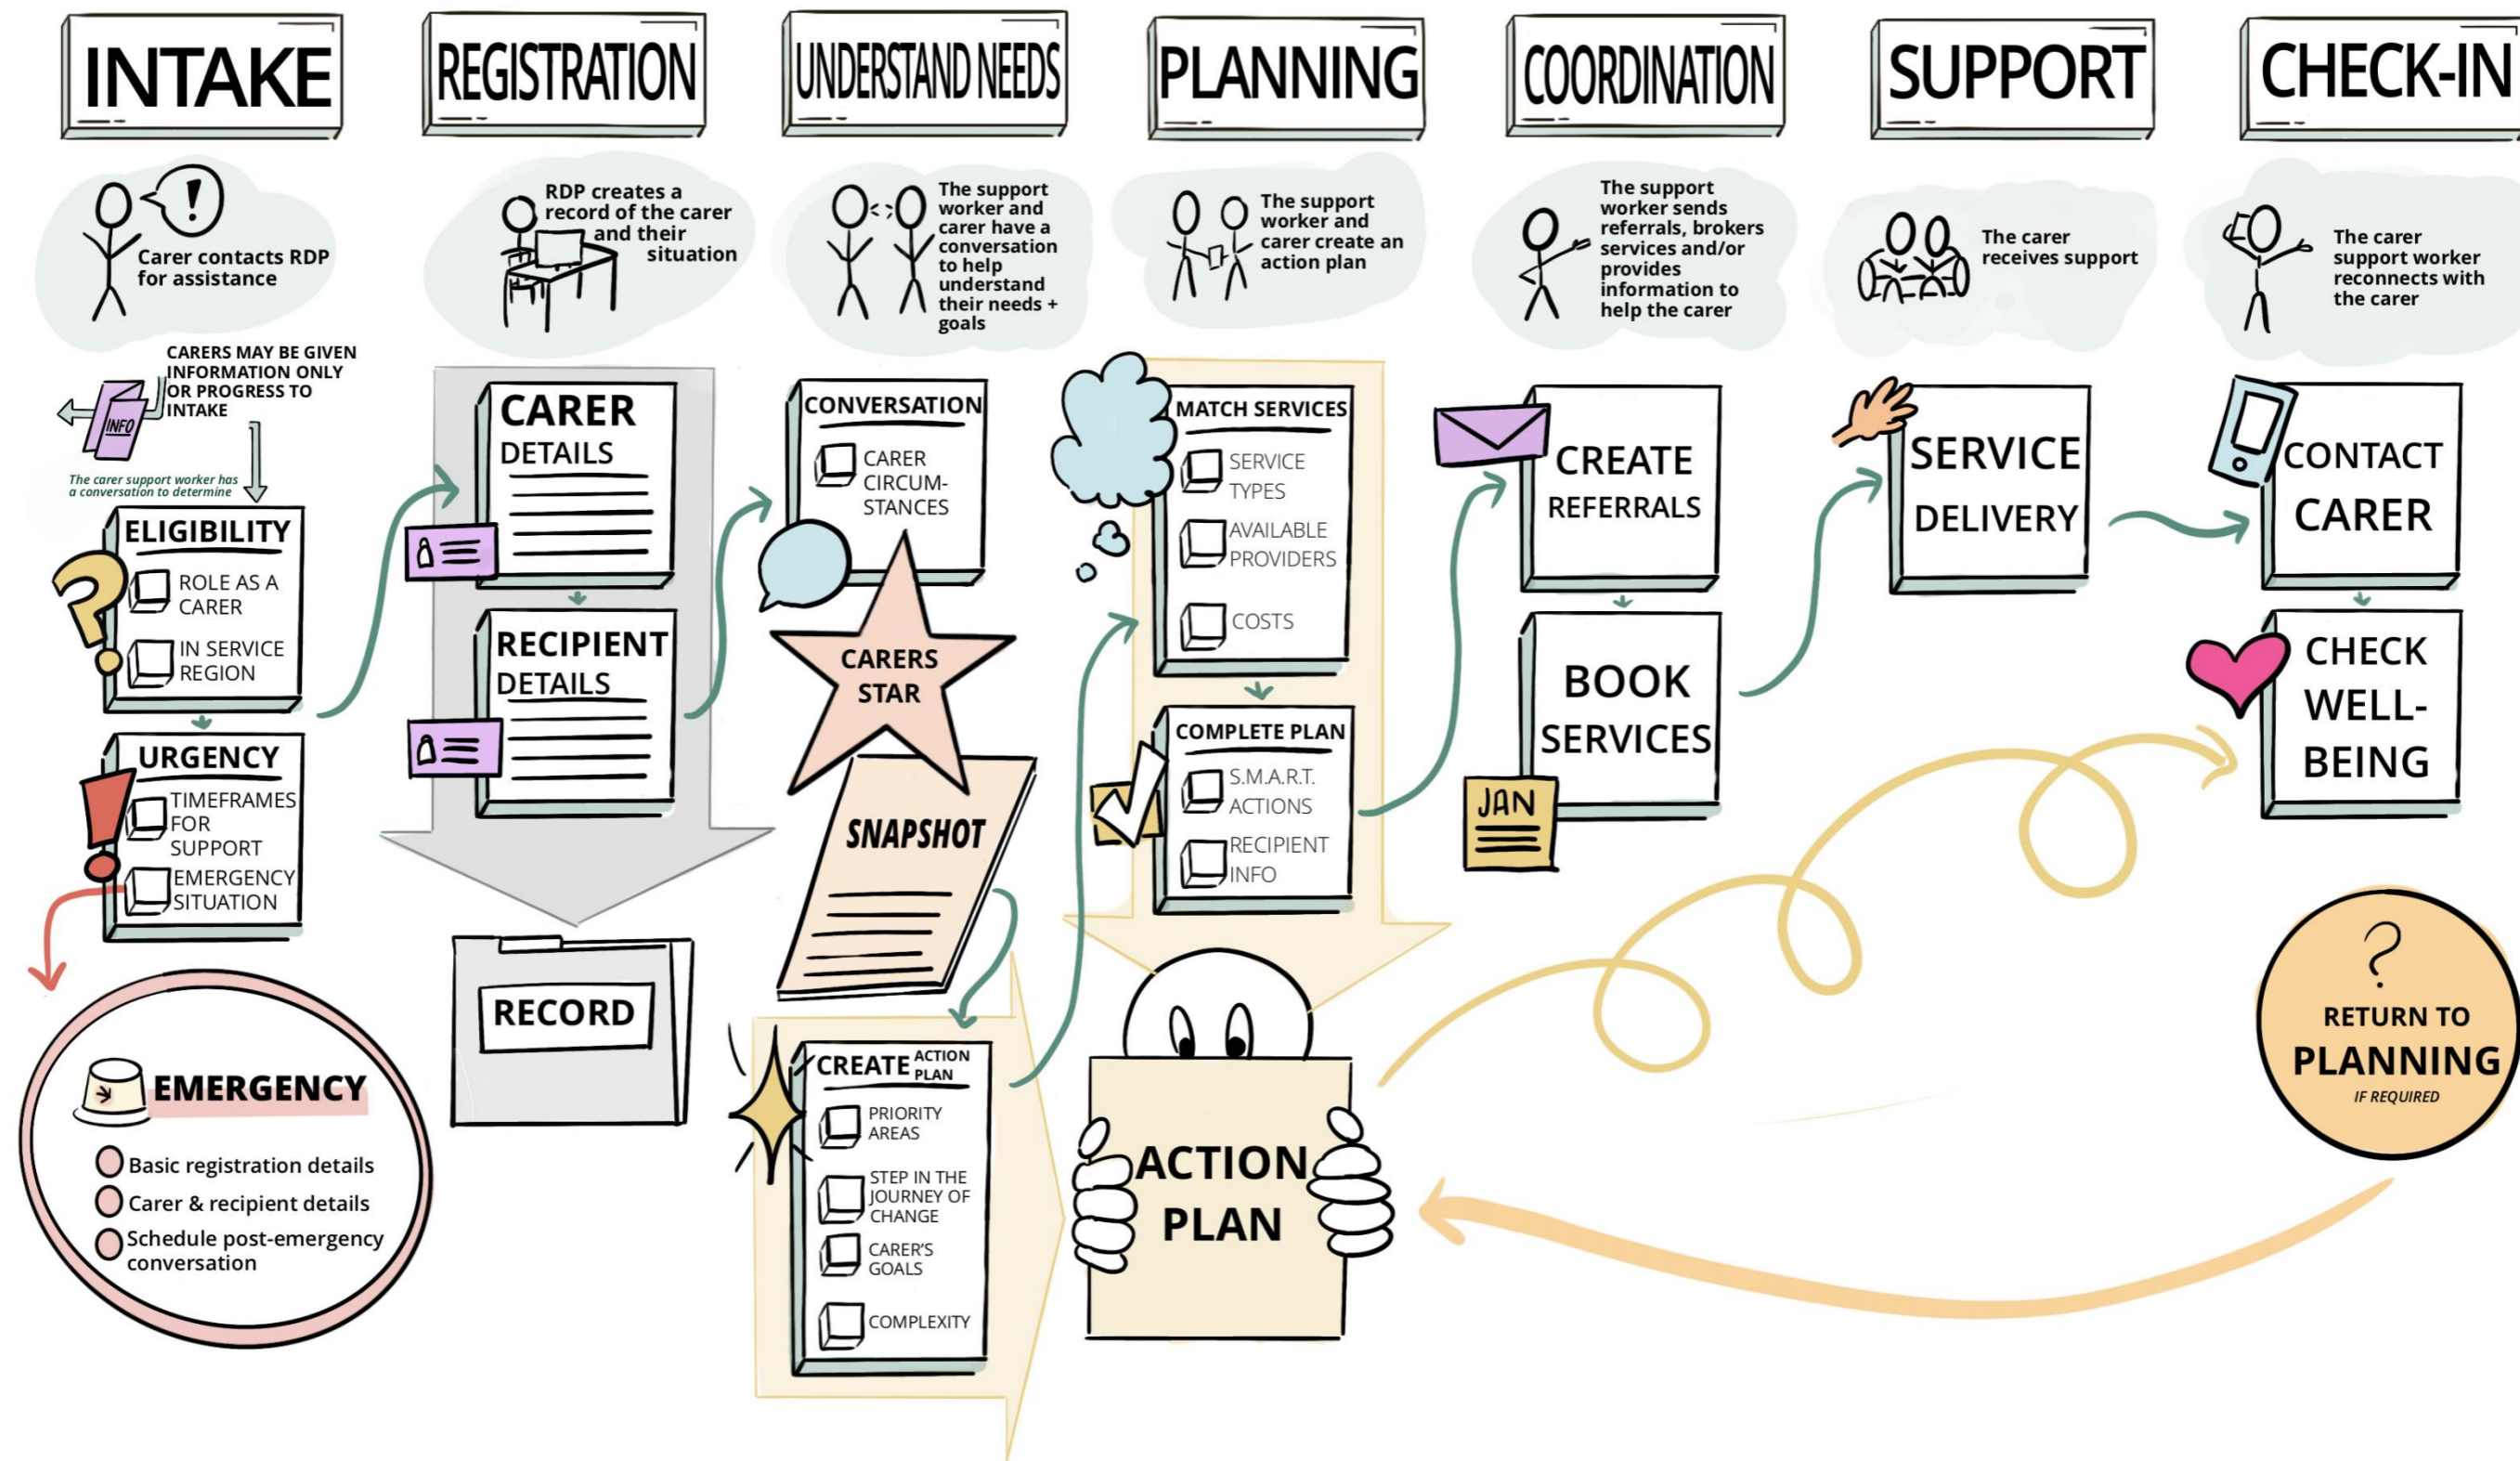 INTAKE
REGISTRATION
UNDERSTAND NEEDS
PLANNING
COORDINATION
SUPPORT
CHECK-IN
Carer contacts RDP
for assistance
RDP creates a
record of the carer
and their
situation
The support
worker and
carer have a
conversation
to help
understand
their needs +
goals
The support
worker and
carer create an
action plan
The support
worker sends
referrals, brokers
services and/or
provides
information to
help the carer
The carer
receives support
The carer
support worker
reconnects with
the carer
CARERS MAY BE GIVEN
INFORMATION ONLY
OR PROGRESS TO
INTAKE
INFO
The carer support worker has
a conversation to determine
ELIGIBILITY
ROLE AS A
CARER
IN SERVICE
REGION
URGENCY
TIMEFRAMES
FOR
SUPPORT
EMERGENCY
SITUATION
EMERGENCY
Basic registration details
Carer & recipient details
Schedule post-emergency
conversation
CARER
DETAILS
RECIPIENT
DETAILS
RECORD
CONVERSATION
CARER
CIRCUM-
STANCES
CARERS
STAR
SNAPSHOT
CREATE ACTION
PLAN
PRIORITY
AREAS
STEP IN THE
JOURNEY OF
CHANGE
CARER'S
GOALS
COMPLEXITY
MATCH SERVICES
SERVICE
TYPES
AVAILABLE
PROVIDERS
COSTS
COMPLETE PLAN
S.M.A.R.T.
ACTIONS
RECIPIENT
INFO
ACTION
PLAN
CREATE
REFERRALS
BOOK
SERVICES
JAN
SERVICE
DELIVERY
CONTACT
CARER
CHECK
WELL-
BEING
?
RETURN TO
PLANNING
IF REQUIRED